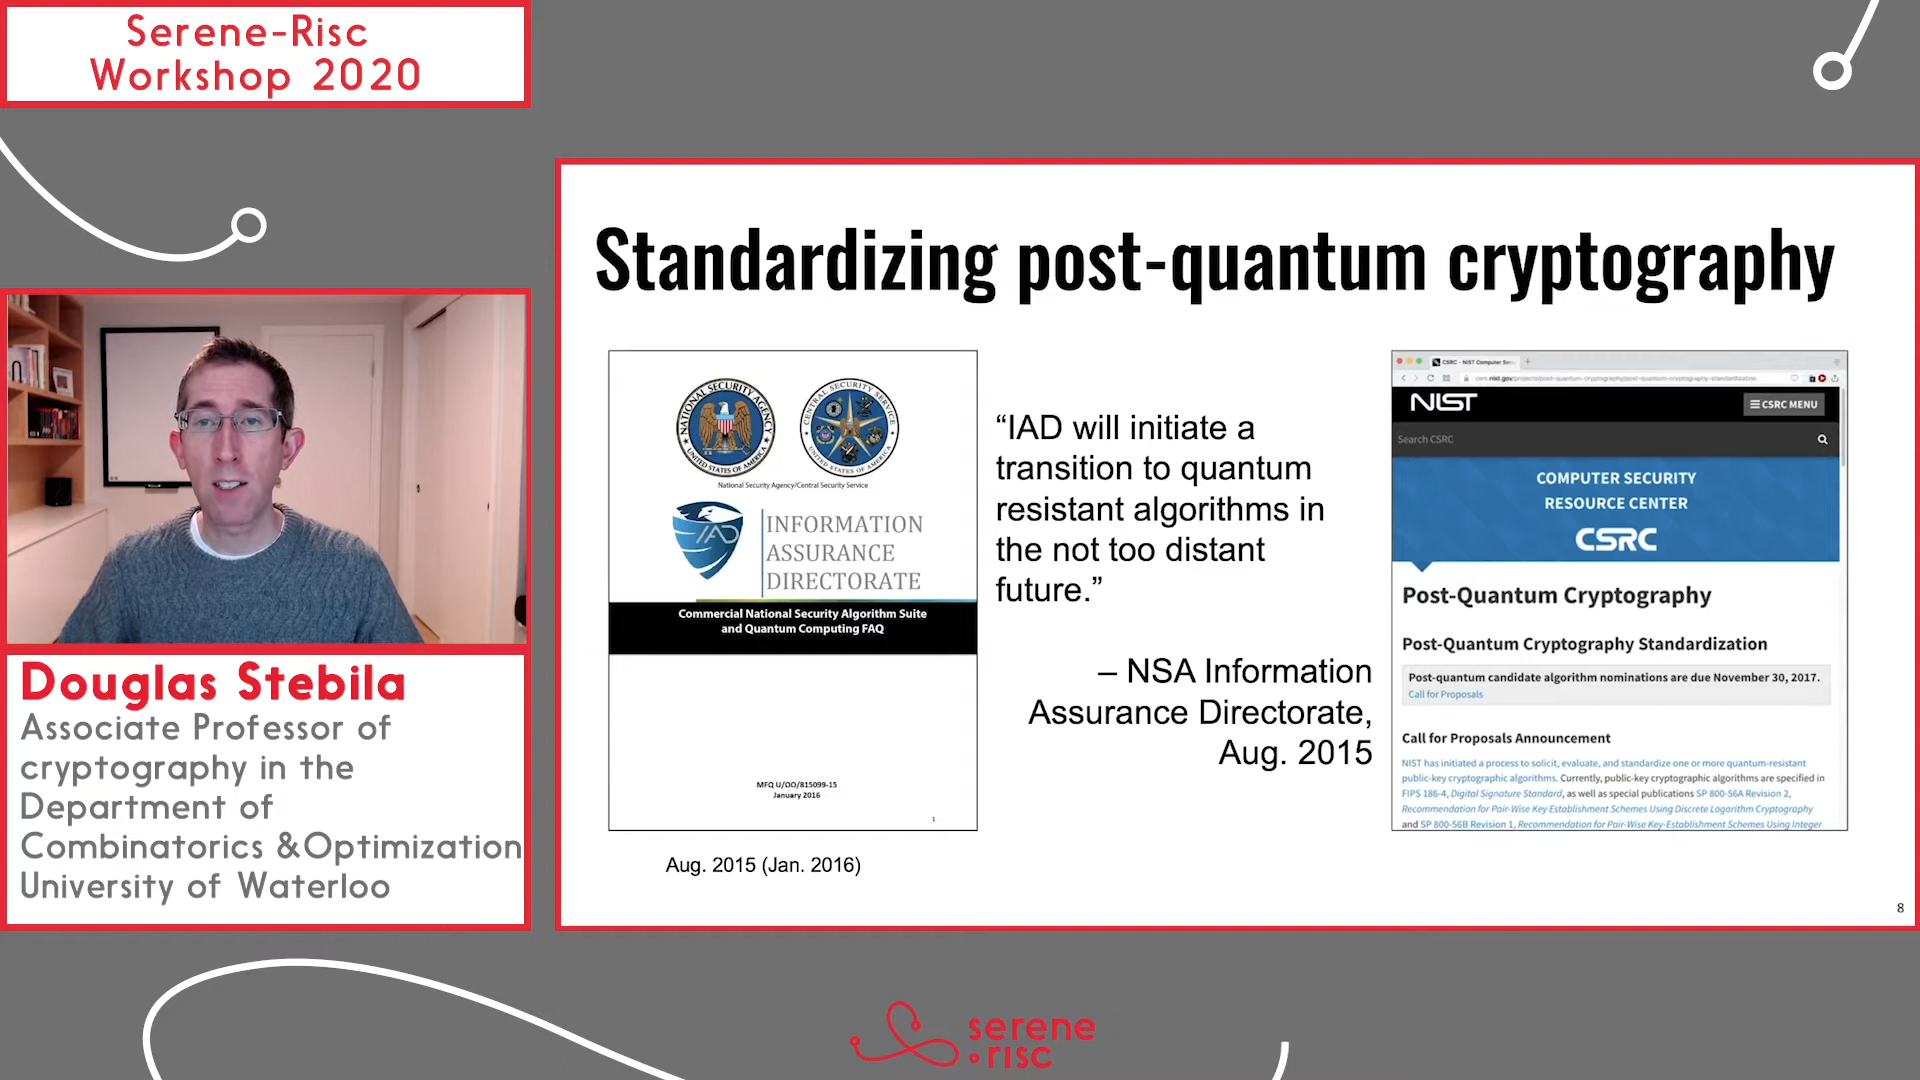 Serene-Risc
Workshop 2020
Douglas Stebila
Associate Professor of
cryptography in the
Department of
Combinatorics &Optimization
University of Waterloo
Standardizing post-quantum cryptography
NATIONAL SECURITY AGENCY
UNITED STATES OF AMERICA
CENTRAL SECURITY SERVICE
UNITED STATES OF AMERICA
National Security Agency/Central Security Service
IAD
INFORMATION
ASSURANCE
DIRECTORATE
Commercial National Security Algorithm Suite
and Quantum Computing FAQ
MFQ U/OO/815099-15
January 2016
1
Aug. 2015 (Jan. 2016)
“IAD will initiate a
transition to quantum
resistant algorithms in
the not too distant
future.”
– NSA Information
Assurance Directorate,
Aug. 2015
CSRC - NIST Computer Sec
csrc.nist.gov/projects/post-quantum-cryptography/post-quantum-cryptography-standardization
NIST
CSRC MENU
Search CSRC
COMPUTER SECURITY
RESOURCE CENTER
CSRC
Post-Quantum Cryptography
Post-Quantum Cryptography Standardization
Post-quantum candidate algorithm nominations are due November 30, 2017.
Call for Proposals
Call for Proposals Announcement
NIST has initiated a process to solicit, evaluate, and standardize one or more quantum-resistant
public-key cryptographic algorithms. Currently, public-key cryptographic algorithms are specified in
FIPS 186-4, Digital Signature Standard, as well as special publications SP 800-56A Revision 2,
Recommendation for Pair-Wise Key Establishment Schemes Using Discrete Logarithm Cryptography
and SP 800-56B Revision 1, Recommendation for Pair-Wise Key-Establishment Schemes Using Integer
8
serene
risc